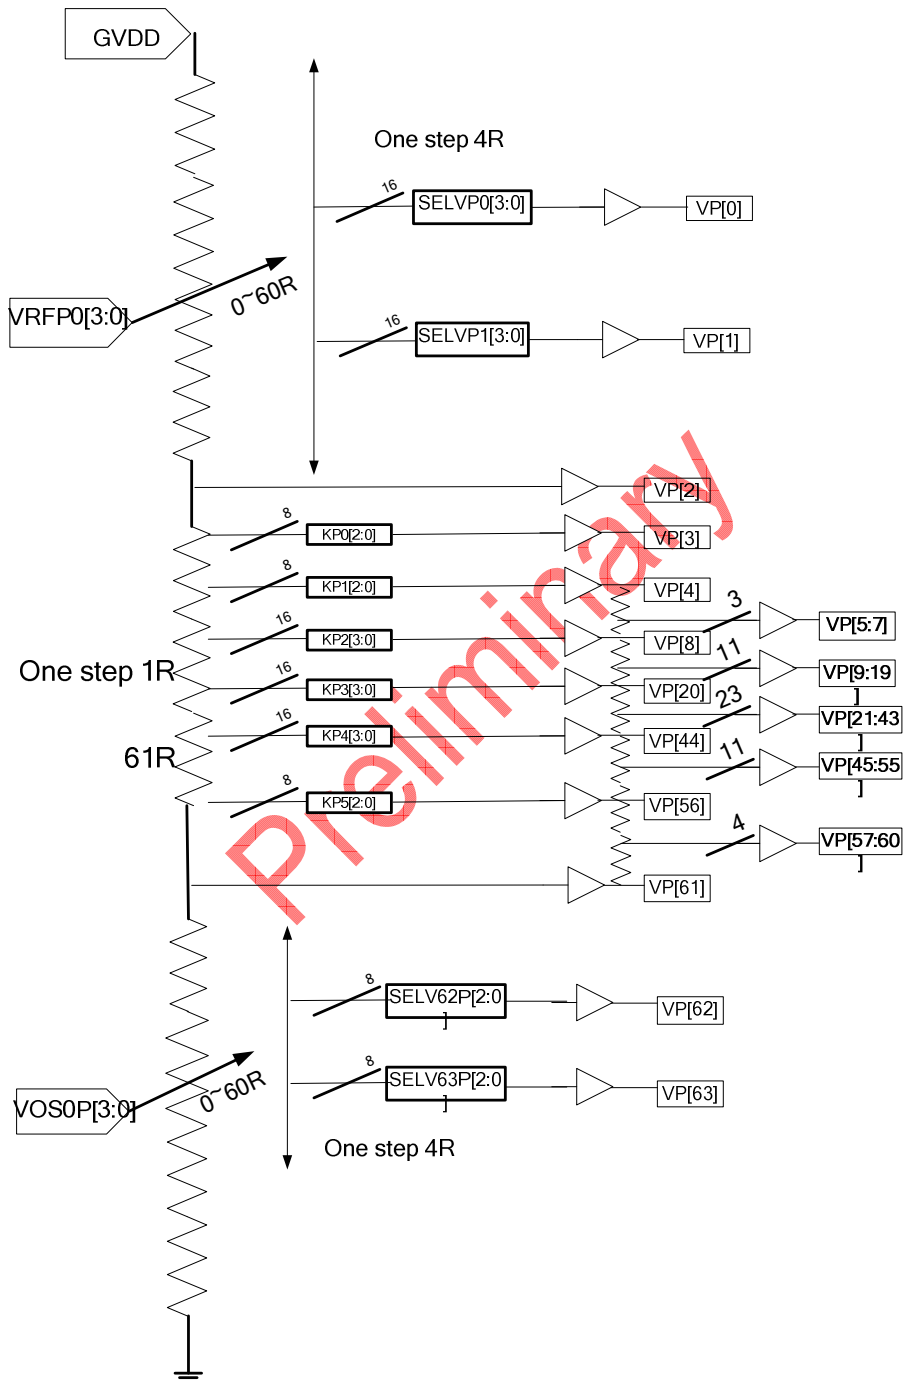 GVDD
One step 4R
16
SELVP0[3:0]
VP[0]
0~60R
VRFP0[3:0]
16
SELVP1[3:0]
VP[1]
VP[2]
8
KP0[2:0]
VP[3]
8
KP1[2:0]
VP[4]
3
VP[5:7]
16
KP2[3:0]
VP[8]
11
VP[9:19
]
One step 1R
16
KP3[3:0]
VP[20]
23
VP[21:43
]
16
KP4[3:0]
VP[44]
11
VP[45:55
]
61R
8
KP5[2:0]
VP[56]
4
VP[57:60
]
VP[61]
Preliminary
8
SELV62P[2:0
]
VP[62]
0~60R
VOS0P[3:0]
8
SELV63P[2:0
]
VP[63]
One step 4R